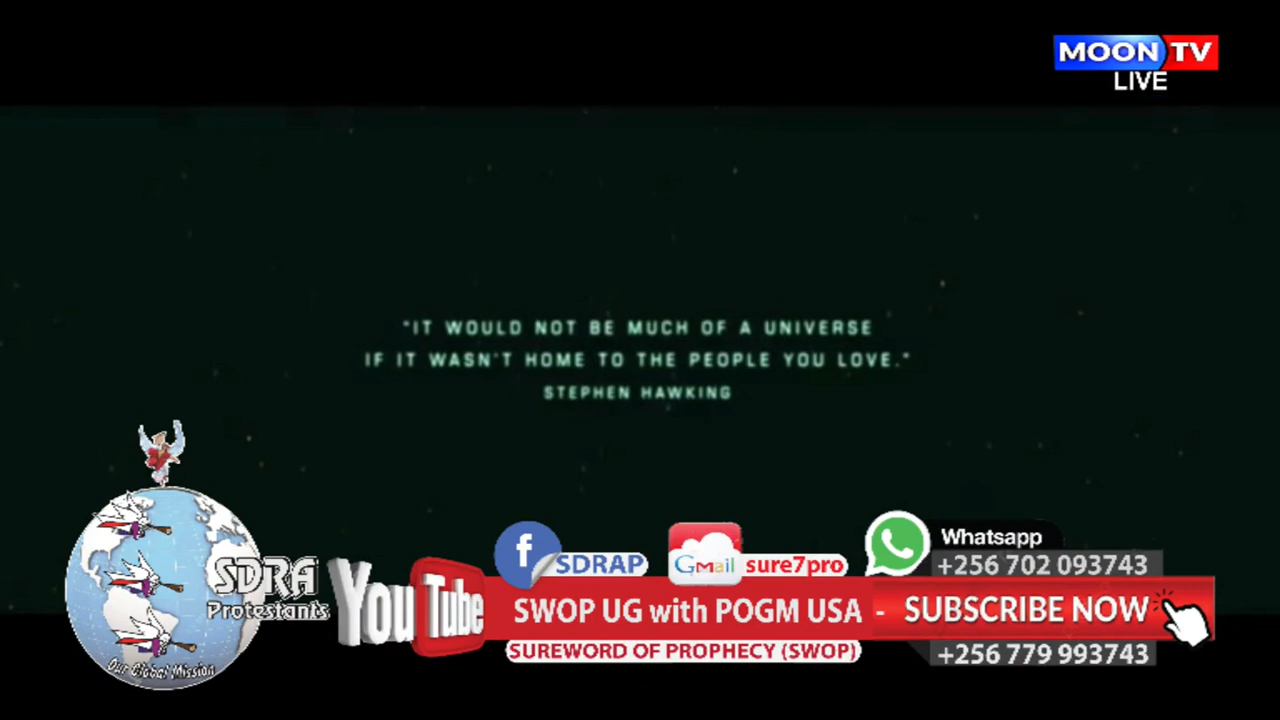 MOON TV
LIVE
"IT WOULD NOT BE MUCH OF A UNIVERSE
IF IT WASN'T HOME TO THE PEOPLE YOU LOVE."
STEPHEN HAWKING
SDRA
Protestants
Our Global Mission
You Tube
f SDRAP
Gmail sure7pro
Whatsapp
+256 702 093743
SWOP UG with POGM USA - SUBSCRIBE NOW
SUREWORD OF PROPHECY (SWOP)
+256 779 993743